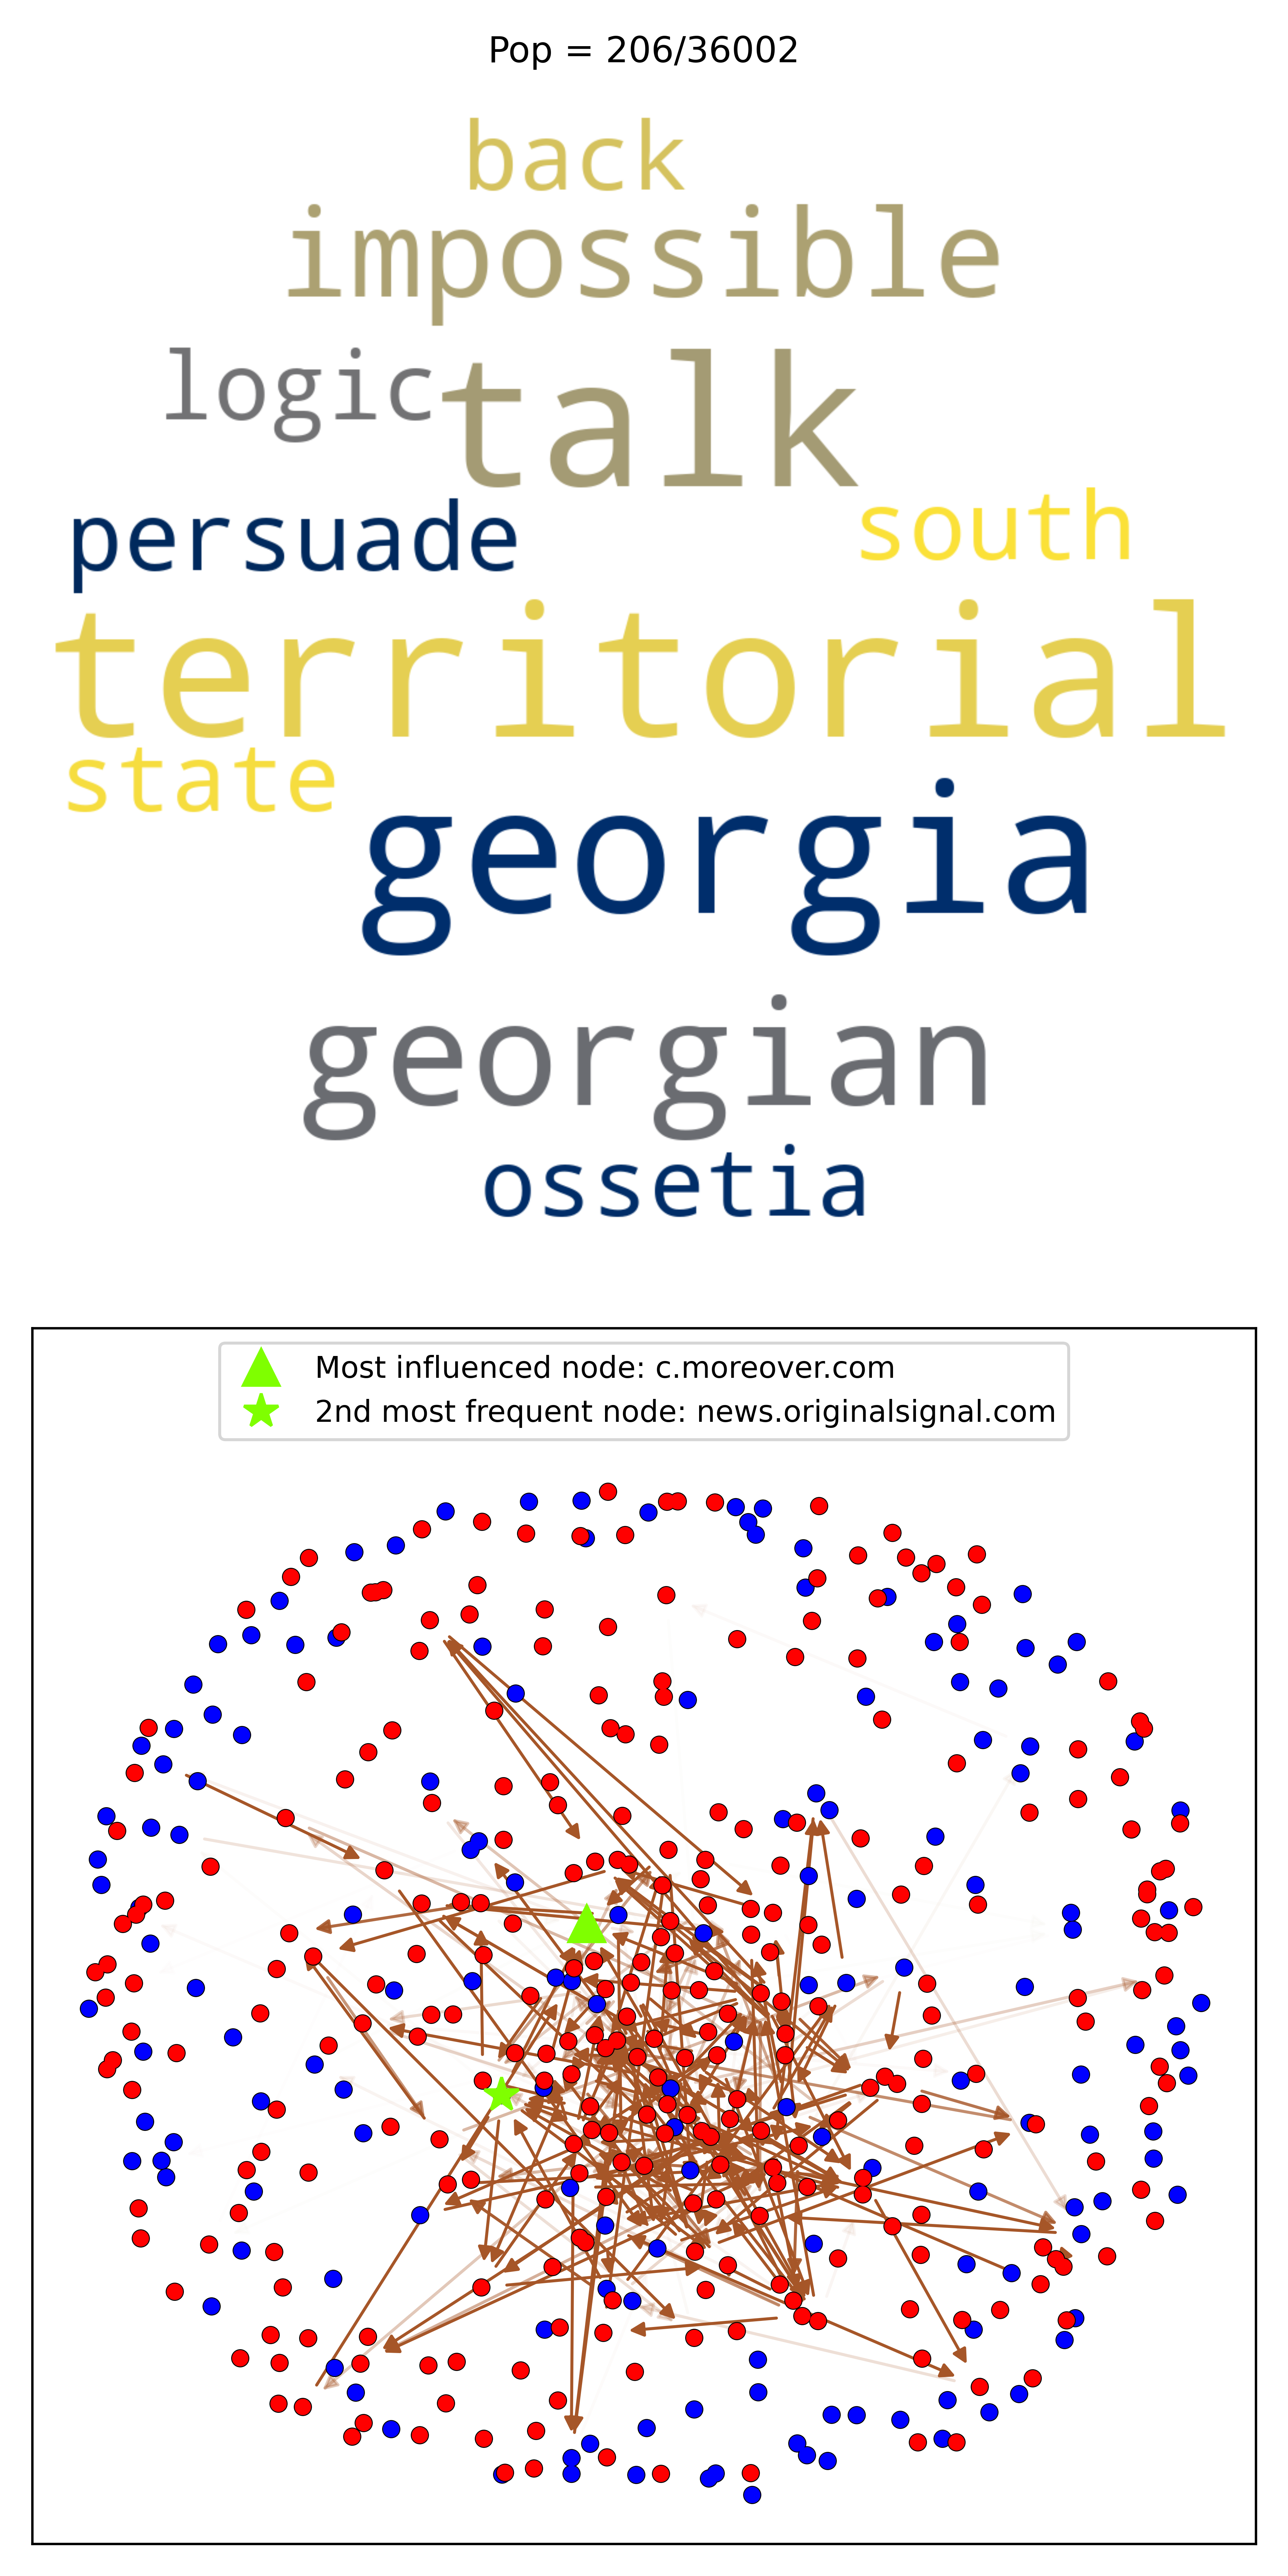 Pop = 206/36002
back
impossible
logic
talk
persuade
south
territorial
state
georgia
georgian
ossetia
Most influenced node: c.moreover.com
2nd most frequent node: news.originalsignal.com